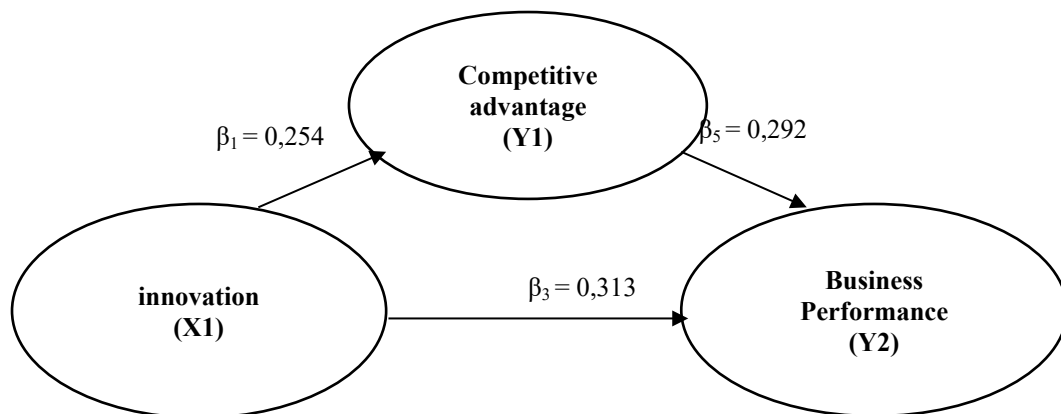 Competitive
advantage
(Y1)
β₁ = 0,254
β₅ = 0,292
innovation
(X1)
β₃ = 0,313
Business
Performance
(Y2)